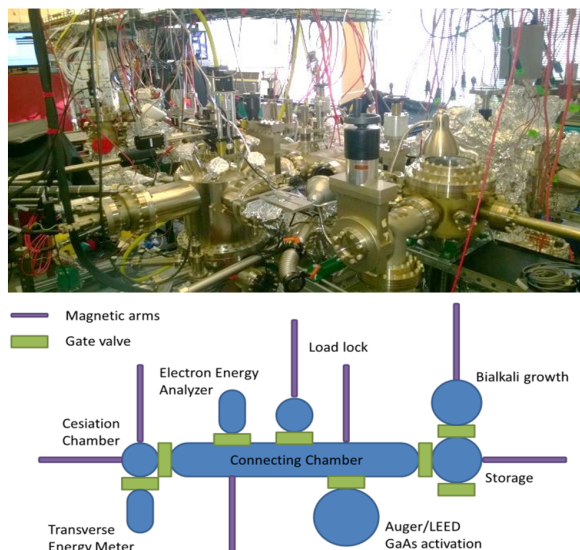 Magnetic arms
Gate valve
Load lock
Electron Energy
Analyzer
Bialkali growth
Cesiation
Chamber
Connecting Chamber
Storage
Transverse
Energy Meter
Auger/LEED
GaAs activation